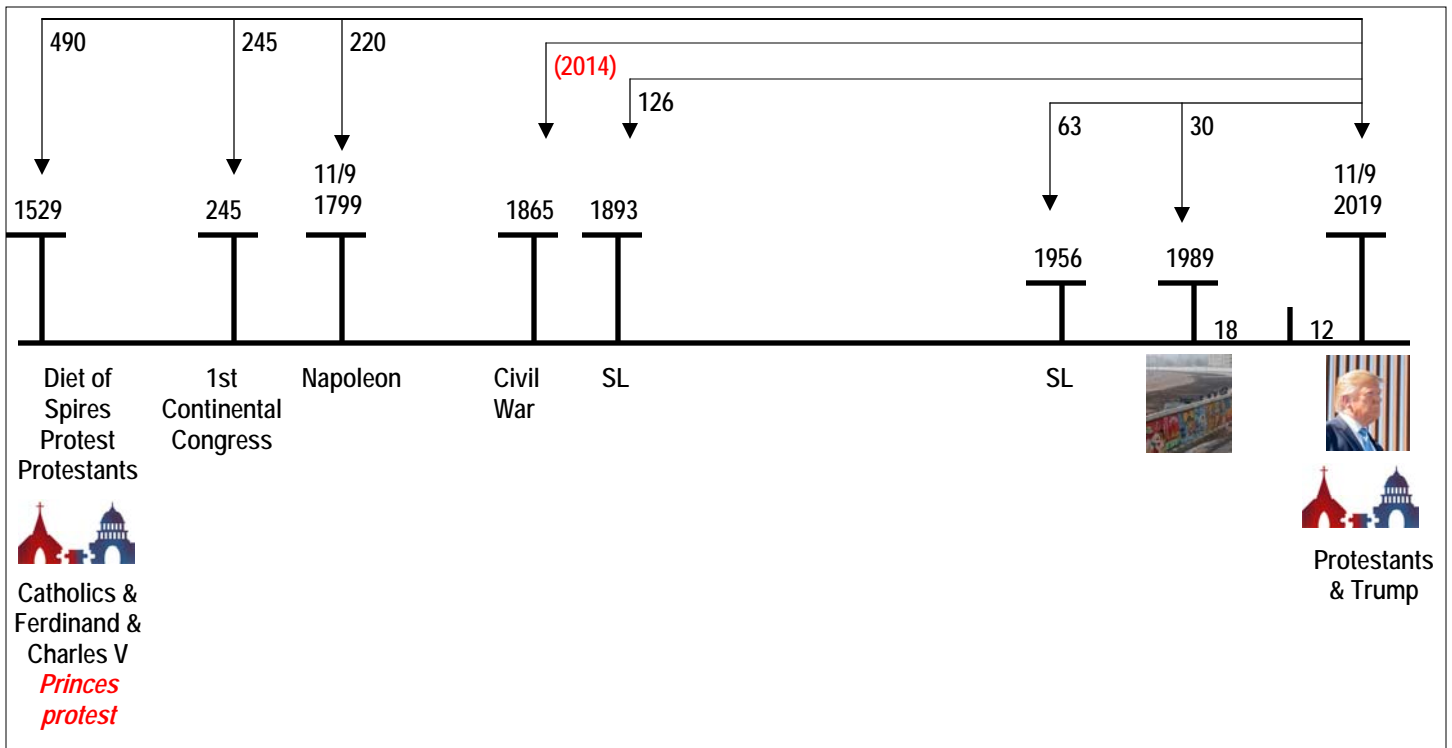 490
245
220
(2014)
126
63
30
11/9
1799
11/9
2019
1529
245
1865
1893
1956
1989
18
12
Diet of
Spires
Protest
Protestants
1st
Continental
Congress
Napoleon
Civil
War
SL
SL
Catholics &
Ferdinand &
Charles V
Princes
protest
Protestants
& Trump